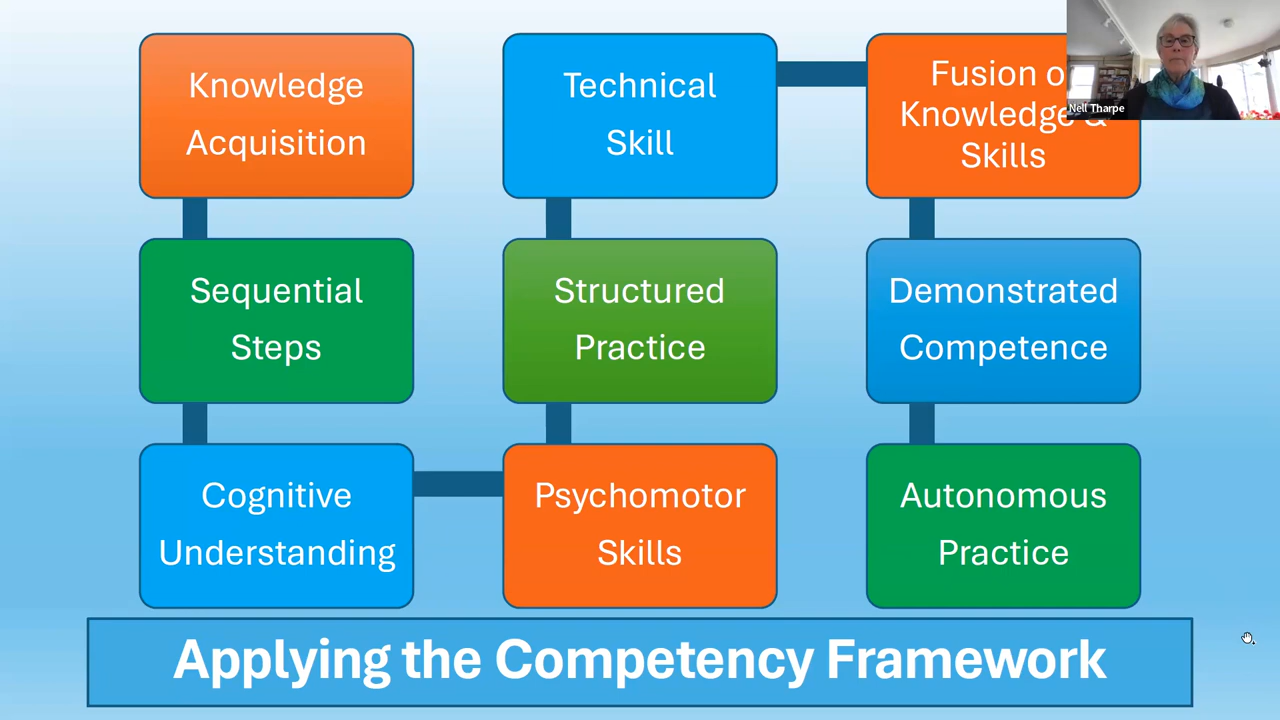 Knowledge
Acquisition
Sequential
Steps
Cognitive
Understanding
Technical
Skill
Structured
Practice
Psychomotor
Skills
Fusion o
Knowledge &
Skills
Demonstrated
Competence
Autonomous
Practice
Nell Tharpe
Applying the Competency Framework